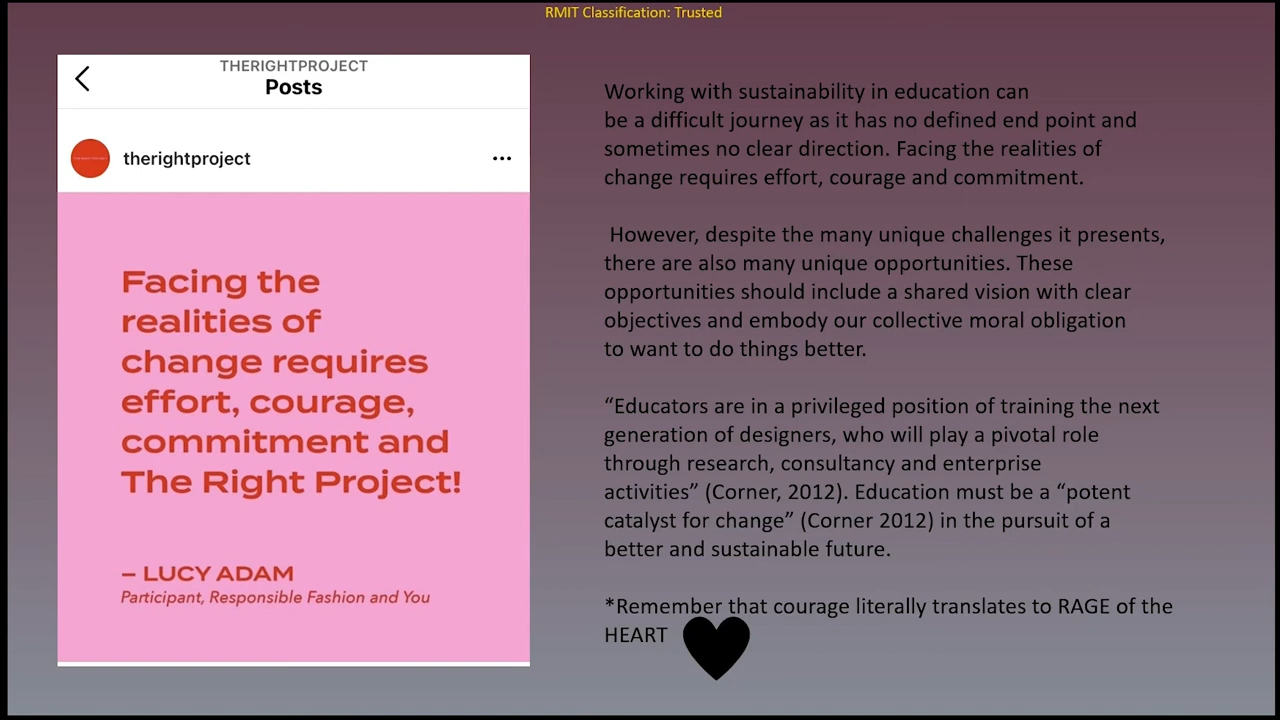 RMIT Classification: Trusted
THERIGHTPROJECT
Posts
therightproject
Facing the
realities of
change requires
effort, courage,
commitment and
The Right Project!
– LUCY ADAM
Participant, Responsible Fashion and You
Working with sustainability in education can
be a difficult journey as it has no defined end point and
sometimes no clear direction. Facing the realities of
change requires effort, courage and commitment.
However, despite the many unique challenges it presents,
there are also many unique opportunities. These
opportunities should include a shared vision with clear
objectives and embody our collective moral obligation
to want to do things better.
“Educators are in a privileged position of training the next
generation of designers, who will play a pivotal role
through research, consultancy and enterprise
activities” (Corner, 2012). Education must be a “potent
catalyst for change” (Corner 2012) in the pursuit of a
better and sustainable future.
*Remember that courage literally translates to RAGE of the
HEART